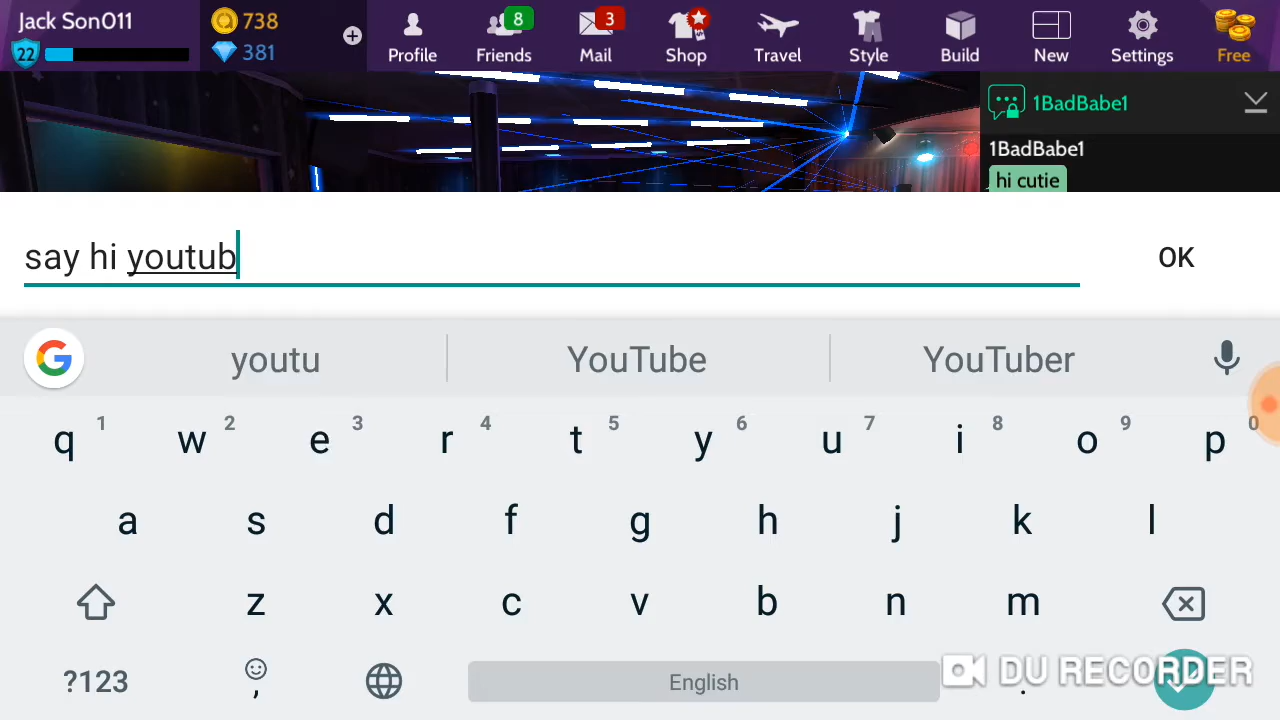 Jack Son011
22
738
381
Profile
8
Friends
3
Mail
Shop
Travel
Style
Build
New
Settings
Free
1BadBabe1
1BadBabe1
hi cutie
say hi youtub
OK
youtu YouTube YouTuber
q 1 w 2 e 3 r 4 t 5 y 6 u 7 i 8 o 9 p 0
a s d f g h j k l
z x c v b n m
?123 , English .
DU RECORDER